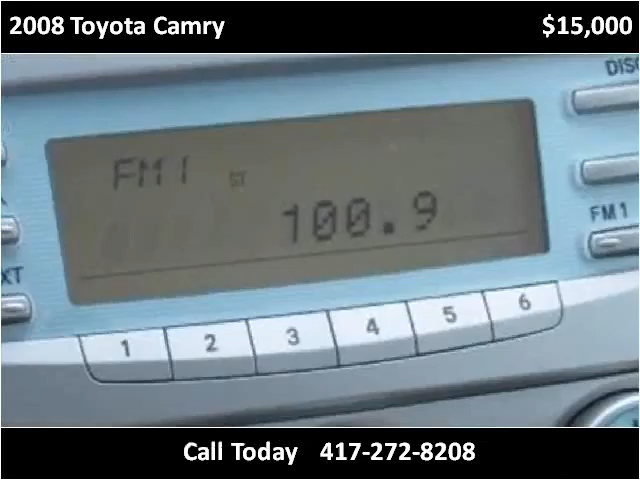 2008 Toyota Camry $15,000
DISC
FM1 ST
100.9
FM1
XT
1 2 3 4 5 6
Call Today 417-272-8208